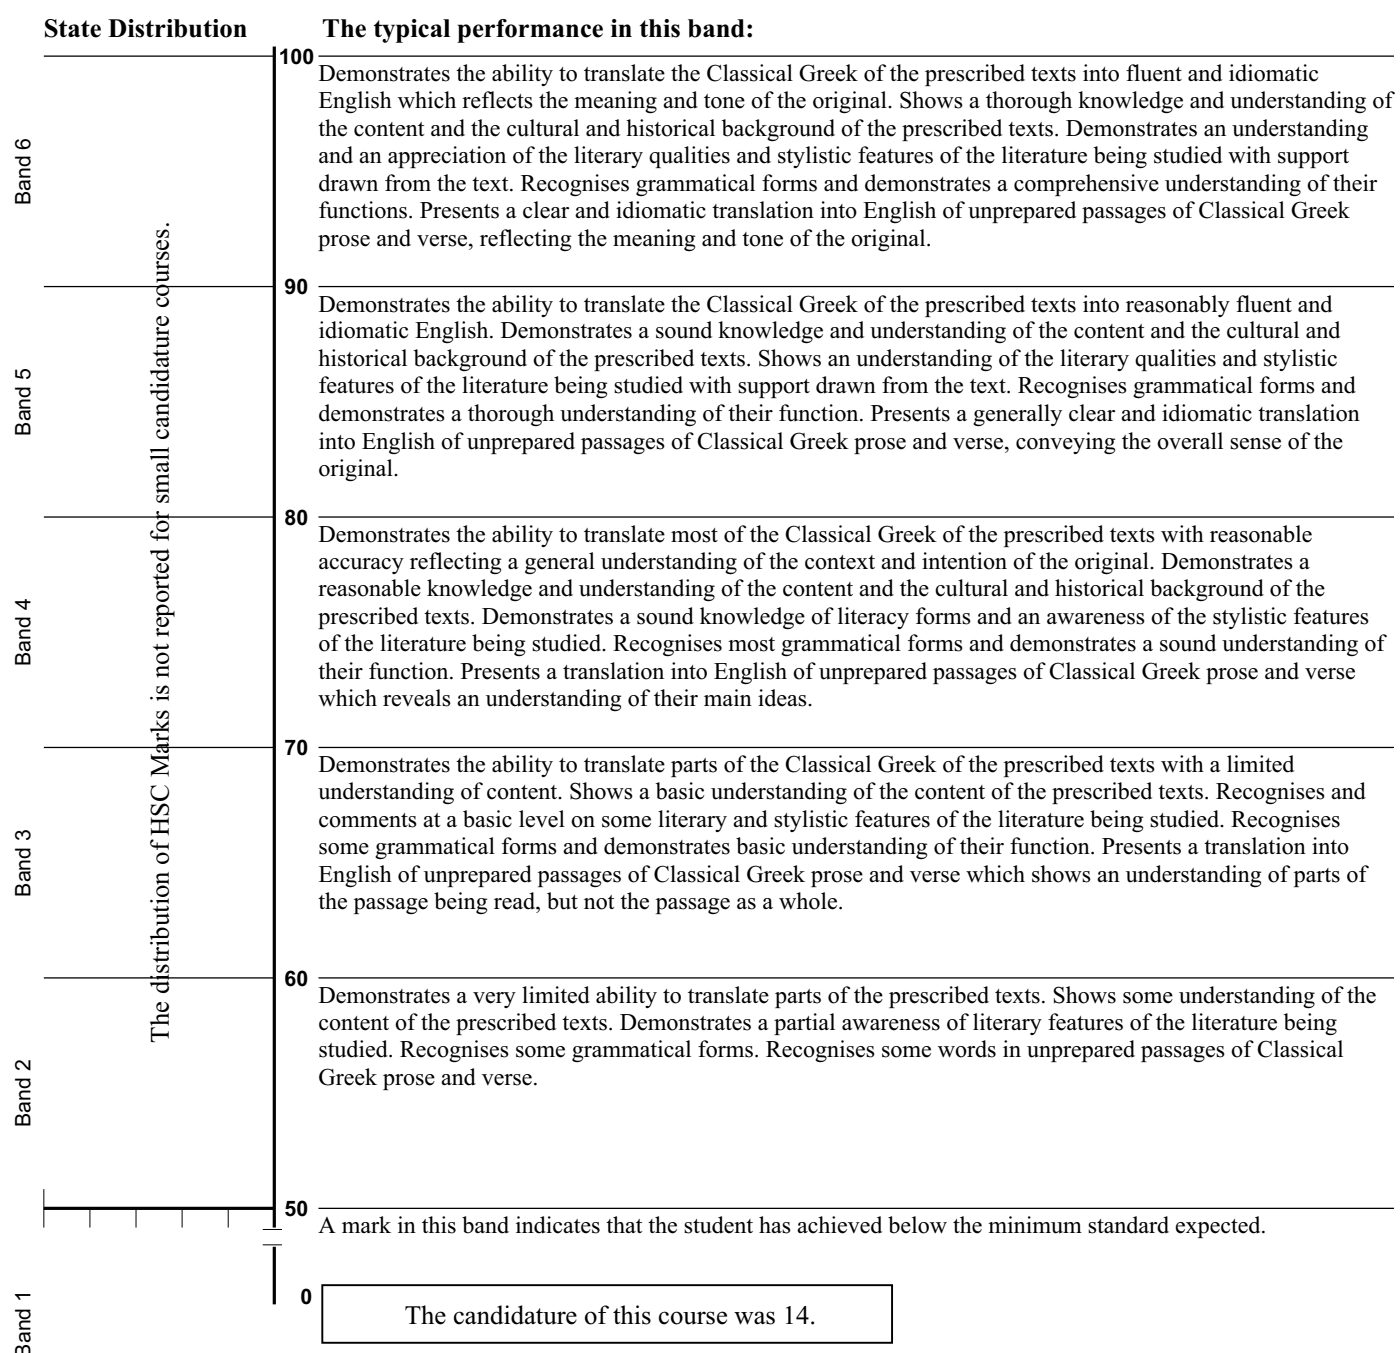 State Distribution
The typical performance in this band:
100
Demonstrates the ability to translate the Classical Greek of the prescribed texts into fluent and idiomatic
English which reflects the meaning and tone of the original. Shows a thorough knowledge and understanding of
the content and the cultural and historical background of the prescribed texts. Demonstrates an understanding
and an appreciation of the literary qualities and stylistic features of the literature being studied with support
drawn from the text. Recognises grammatical forms and demonstrates a comprehensive understanding of their
functions. Presents a clear and idiomatic translation into English of unprepared passages of Classical Greek
prose and verse, reflecting the meaning and tone of the original.
Band 6
90
Demonstrates the ability to translate the Classical Greek of the prescribed texts into reasonably fluent and
idiomatic English. Demonstrates a sound knowledge and understanding of the content and the cultural and
historical background of the prescribed texts. Shows an understanding of the literary qualities and stylistic
features of the literature being studied with support drawn from the text. Recognises grammatical forms and
demonstrates a thorough understanding of their function. Presents a generally clear and idiomatic translation
into English of unprepared passages of Classical Greek prose and verse, conveying the overall sense of the
original.
Band 5
80
Demonstrates the ability to translate most of the Classical Greek of the prescribed texts with reasonable
accuracy reflecting a general understanding of the context and intention of the original. Demonstrates a
reasonable knowledge and understanding of the content and the cultural and historical background of the
prescribed texts. Demonstrates a sound knowledge of literacy forms and an awareness of the stylistic features
of the literature being studied. Recognises most grammatical forms and demonstrates a sound understanding of
their function. Presents a translation into English of unprepared passages of Classical Greek prose and verse
which reveals an understanding of their main ideas.
Band 4
70
Demonstrates the ability to translate parts of the Classical Greek of the prescribed texts with a limited
understanding of content. Shows a basic understanding of the content of the prescribed texts. Recognises and
comments at a basic level on some literary and stylistic features of the literature being studied. Recognises
some grammatical forms and demonstrates basic understanding of their function. Presents a translation into
English of unprepared passages of Classical Greek prose and verse which shows an understanding of parts of
the passage being read, but not the passage as a whole.
Band 3
60
Demonstrates a very limited ability to translate parts of the prescribed texts. Shows some understanding of the
content of the prescribed texts. Demonstrates a partial awareness of literary features of the literature being
studied. Recognises some grammatical forms. Recognises some words in unprepared passages of Classical
Greek prose and verse.
Band 2
50
A mark in this band indicates that the student has achieved below the minimum standard expected.
0
Band 1
The distribution of HSC Marks is not reported for small candidature courses.
The candidature of this course was 14.